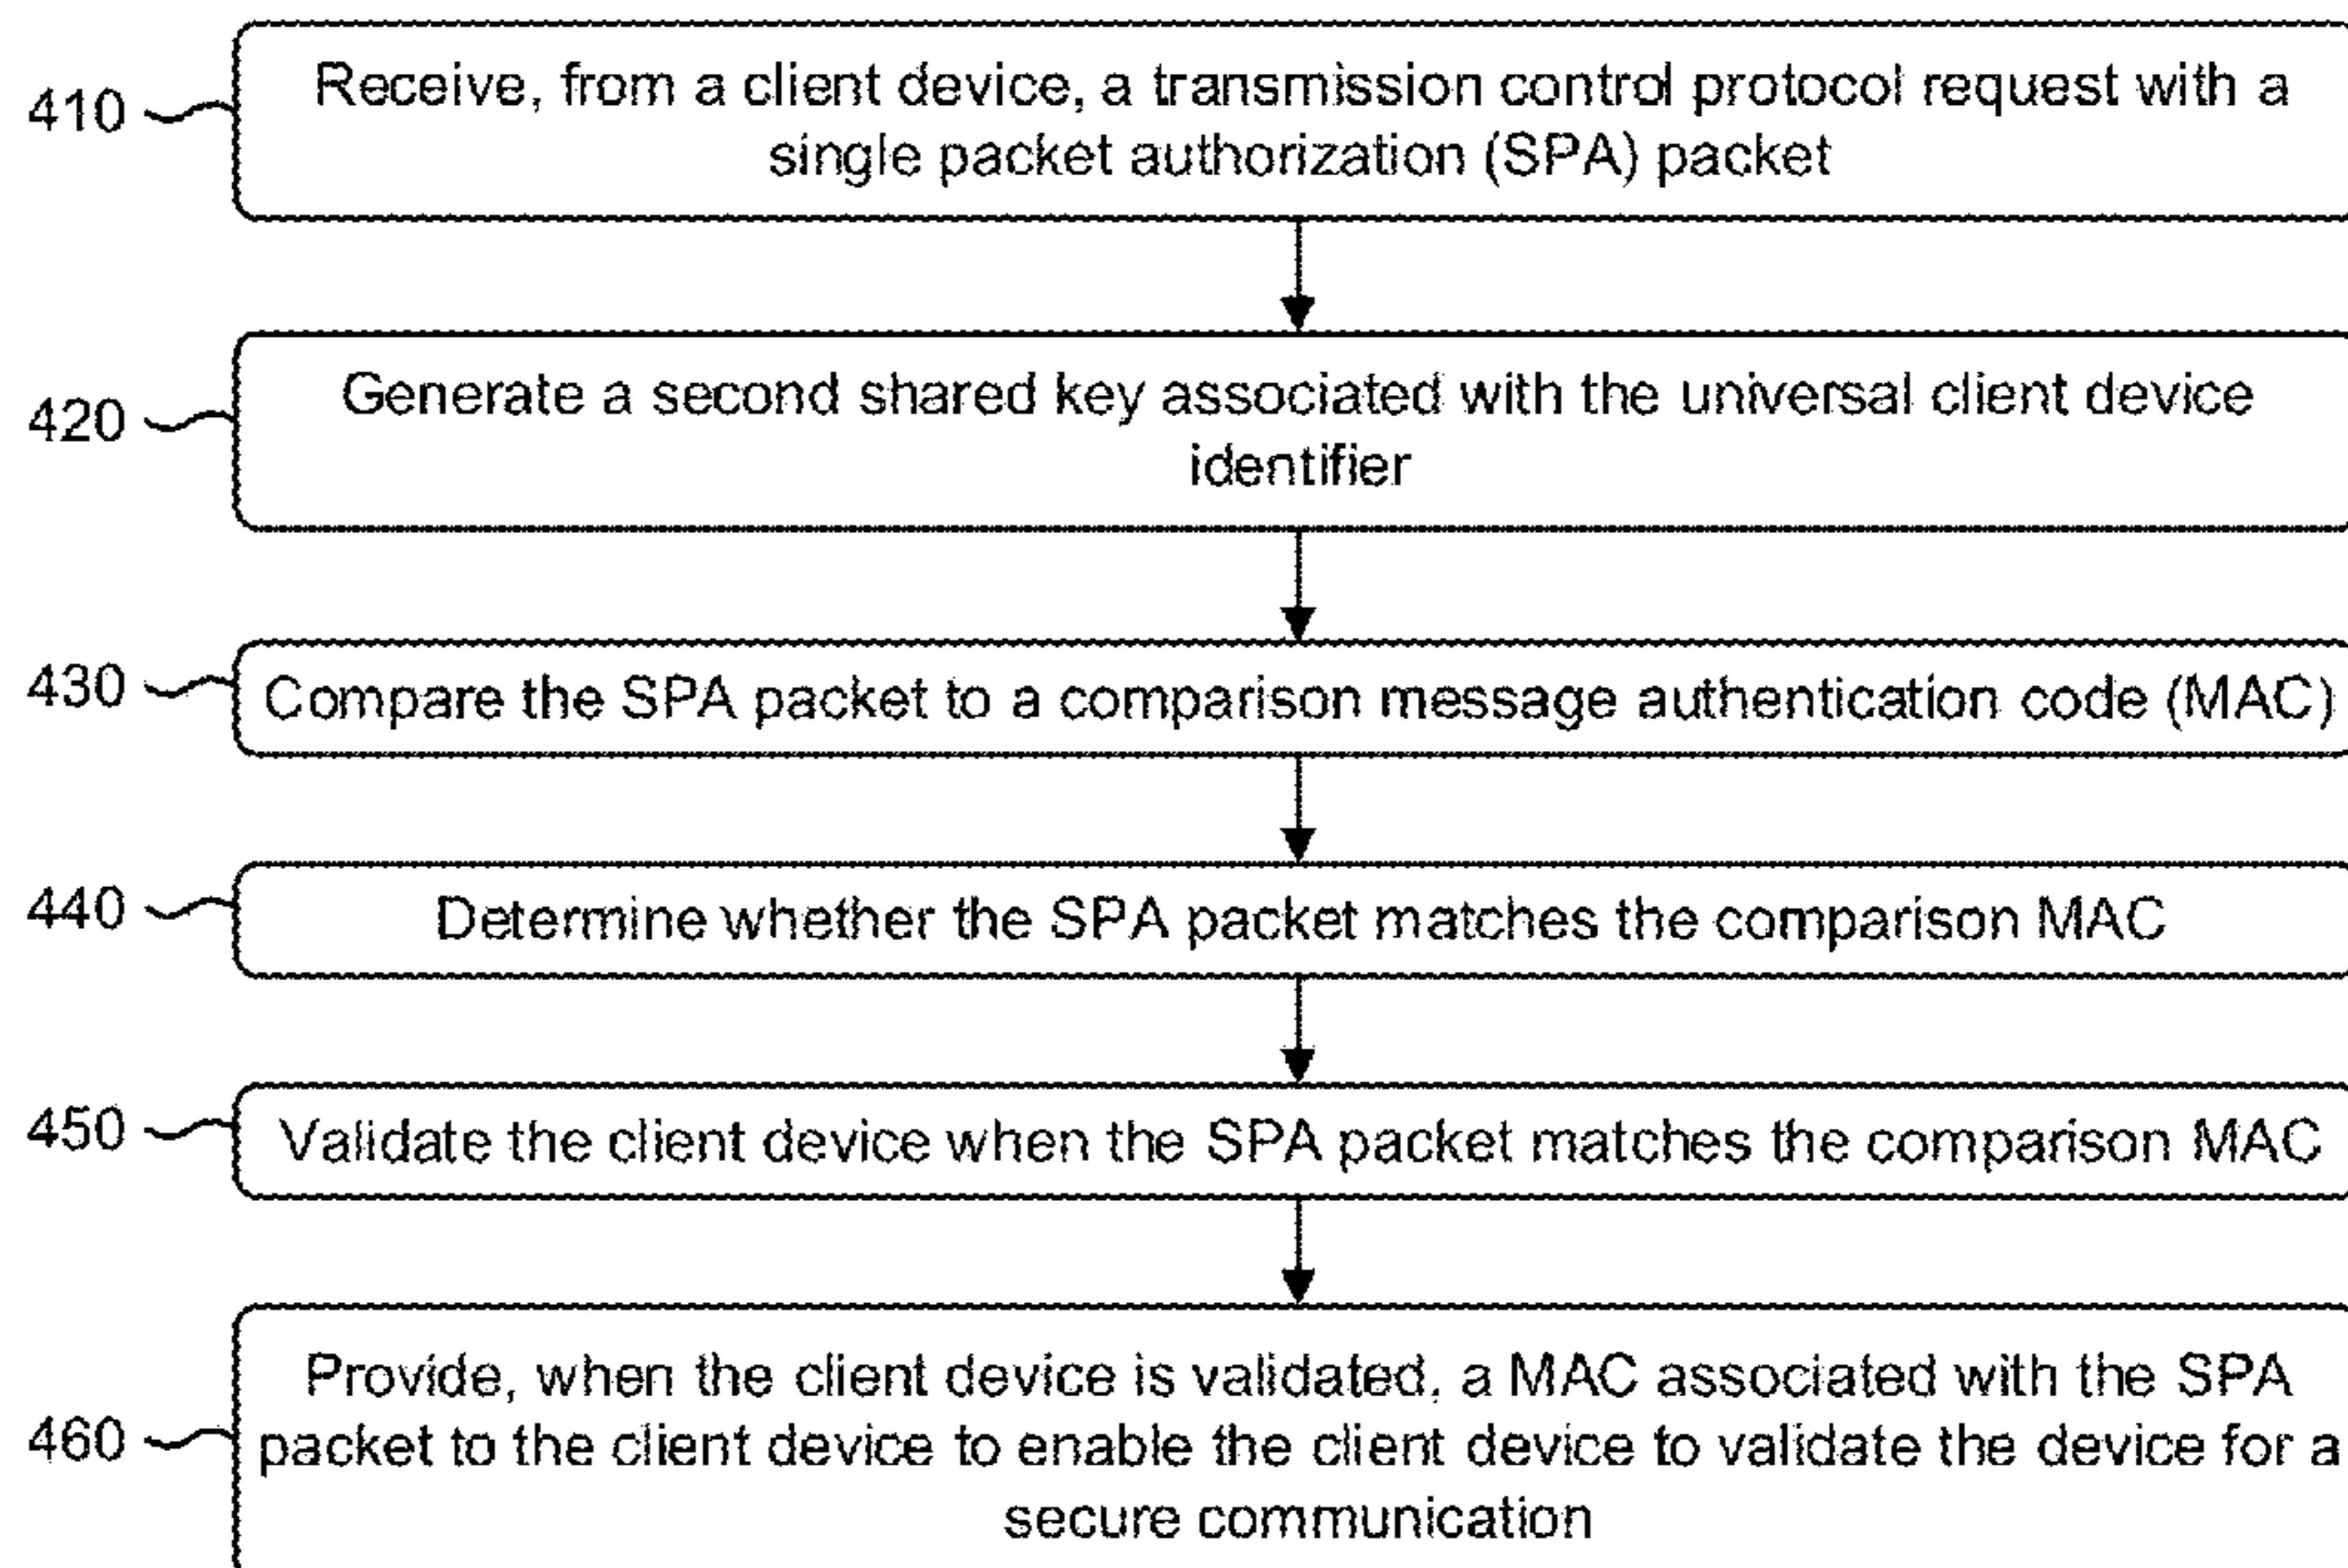 410
Receive, from a client device, a transmission control protocol request with a
single packet authorization (SPA) packet
420
Generate a second shared key associated with the universal client device
identifier
430
Compare the SPA packet to a comparison message authentication code (MAC)
440
Determine whether the SPA packet matches the comparison MAC
450
Validate the client device when the SPA packet matches the comparison MAC
460
Provide, when the client device is validated, a MAC associated with the SPA
packet to the client device to enable the client device to validate the device for a
secure communication